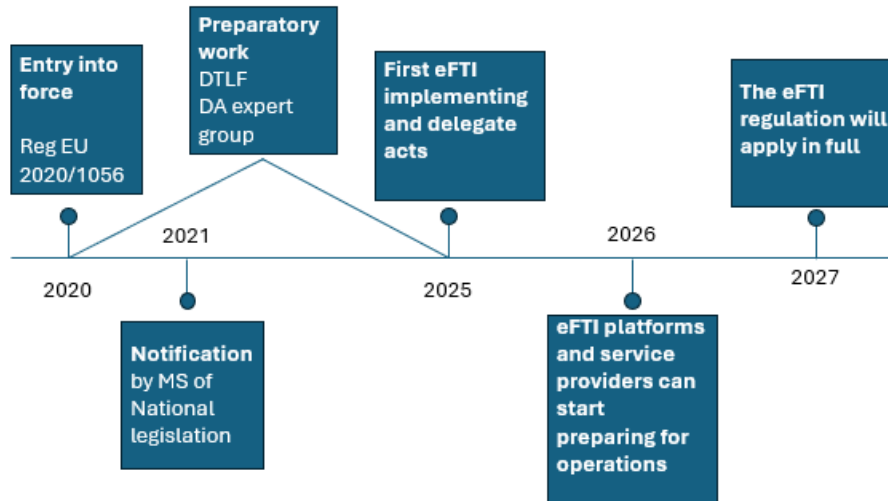 Entry into
force
Reg EU
2020/1056
Preparatory
work
DTLF
DA expert
group
First eFTI
implementing
and delegate
acts
The eFTI
regulation will
apply in full
2021
2026
2020
2025
2027
Notification
by MS of
National
legislation
eFTI platforms
and service
providers can
start
preparing for
operations